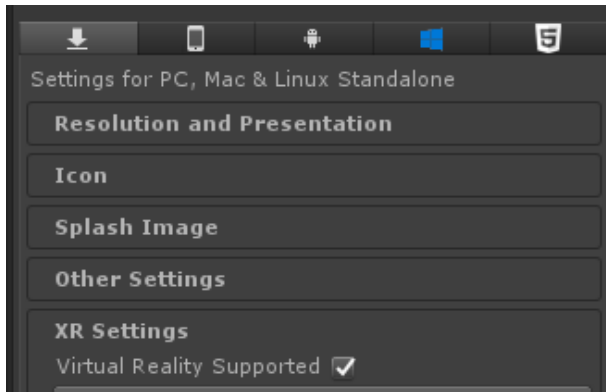 Settings for PC, Mac & Linux Standalone
Resolution and Presentation
Icon
Splash Image
Other Settings
XR Settings
Virtual Reality Supported